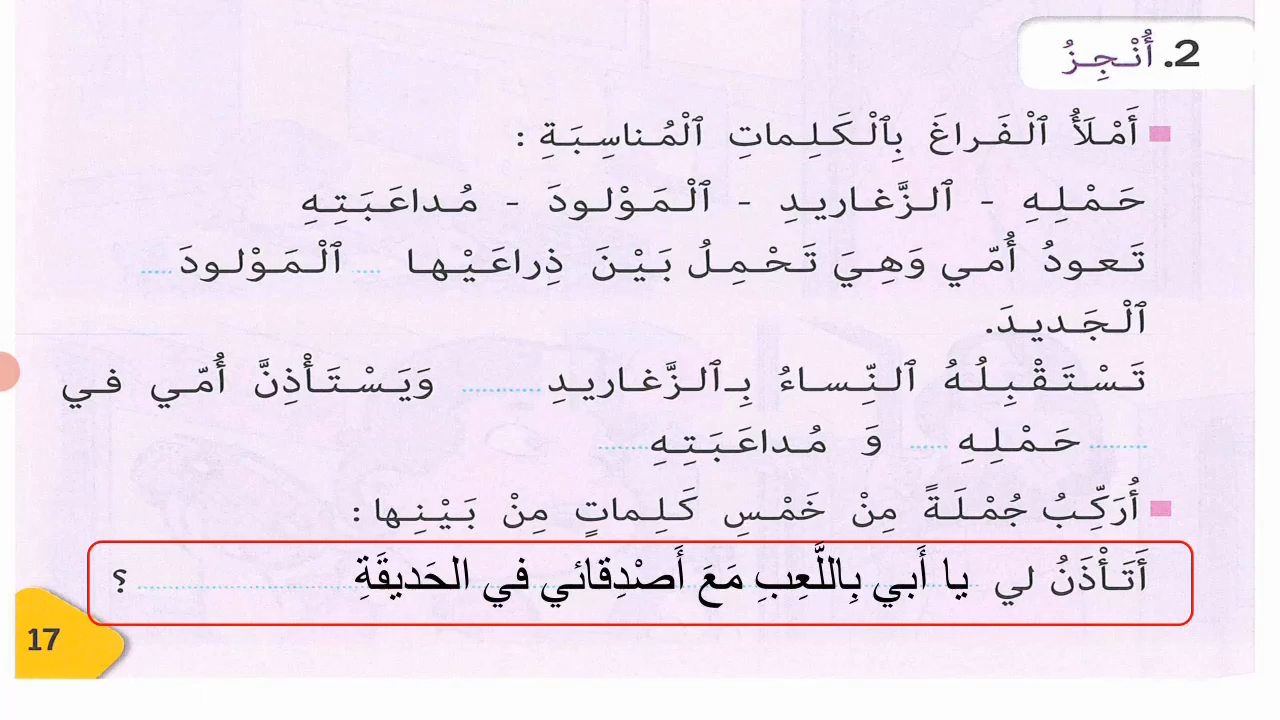 2. أُنْجِزُ
أَمْلَأُ ٱلْفَراغَ بِٱلْكَلِماتِ ٱلْمُناسِبَةِ :
حَمْلِهِ - ٱلزَّغاريدِ - ٱلْمَوْلودَ - مُداعَبَتِهِ
تَعودُ أُمّي وَهِيَ تَحْمِلُ بَيْنَ ذِراعَيْها ..... ٱلْمَوْلودَ .....
ٱلْجَديدَ.
تَسْتَقْبِلُهُ ٱلنِّساءُ بِـٱلزَّغاريدِ ........... وَيَسْتَأْذِنَّ أُمّي في
........ حَمْلِهِ ..... وَ مُداعَبَتِهِ ........
أُرَكِّبُ جُمْلَةً مِنْ خَمْسِ كَلِماتٍ مِنْ بَيْنِها :
أَتَأْذَنُ لي يا أَبي بِاللَّعِبِ مَعَ أَصْدِقائي في الحَديقَةِ ........................ ؟
17